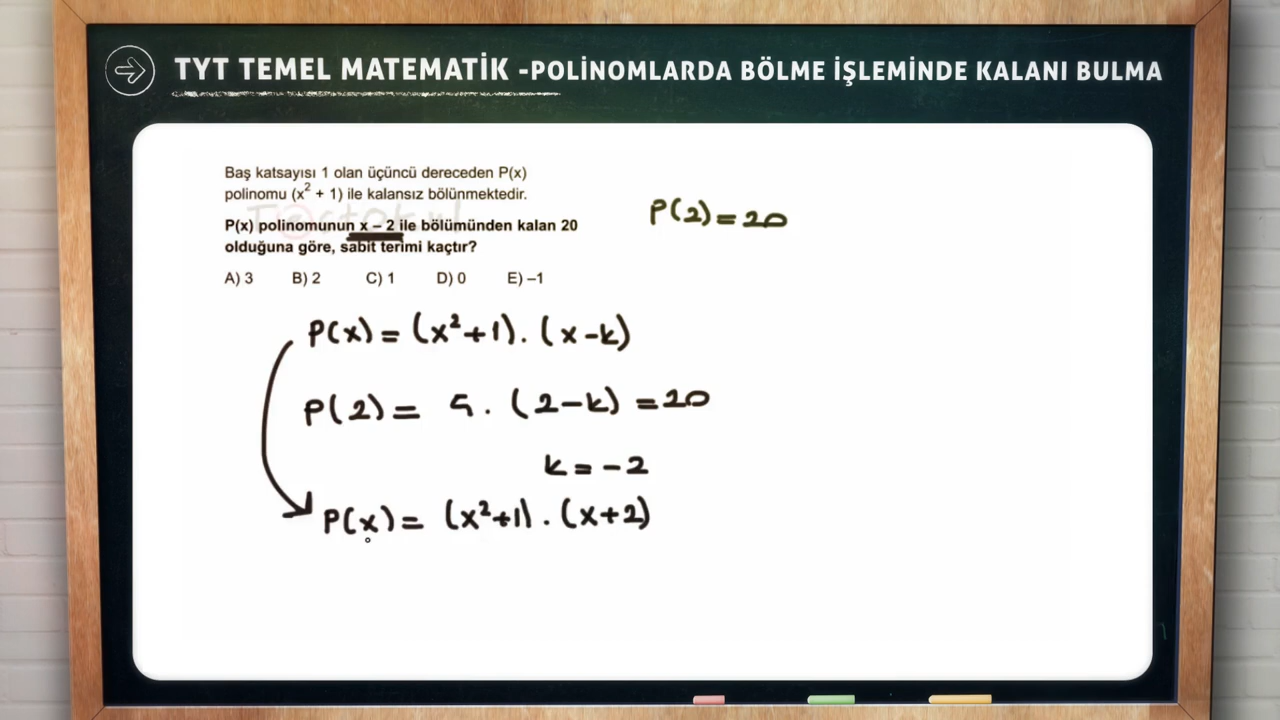 TYT TEMEL MATEMATİK -POLİNOMLARDA BÖLME İŞLEMİNDE KALANI BULMA
Baş katsayısı 1 olan üçüncü dereceden P(x)
polinomu (x² + 1) ile kalansız bölünmektedir.
P(x) polinomunun x – 2 ile bölümünden kalan 20
olduğuna göre, sabit terimi kaçtır?
A) 3 B) 2 C) 1 D) 0 E) –1
P(2) = 20
P(x) = (x²+1) . (x-k)
P(2) = 5 . (2-k) = 20
k = -2
P(x) = (x²+1) . (x+2)